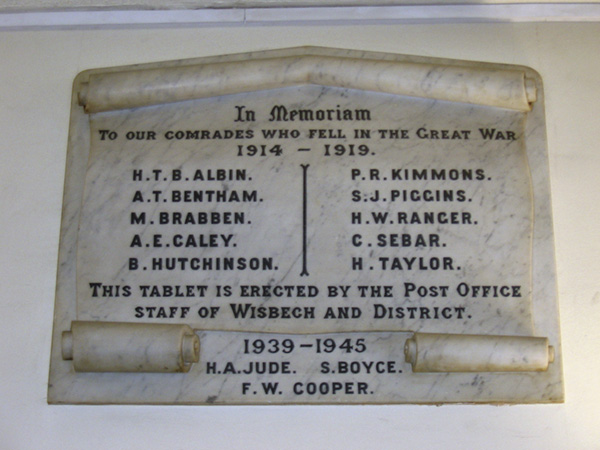 In Memoriam
TO OUR COMRADES WHO FELL IN THE GREAT WAR
1914 – 1919.
H.T.B.ALBIN.
A.T.BENTHAM.
M.BRABBEN.
A.E.CALEY.
B.HUTCHINSON.
P.R.KIMMONS.
S.J.PIGGINS.
H.W.RANGER.
C.SEBAR.
H.TAYLOR.
THIS TABLET IS ERECTED BY THE POST OFFICE
STAFF OF WISBECH AND DISTRICT.
1939–1945
H.A.JUDE. S.BOYCE.
F.W. COOPER.